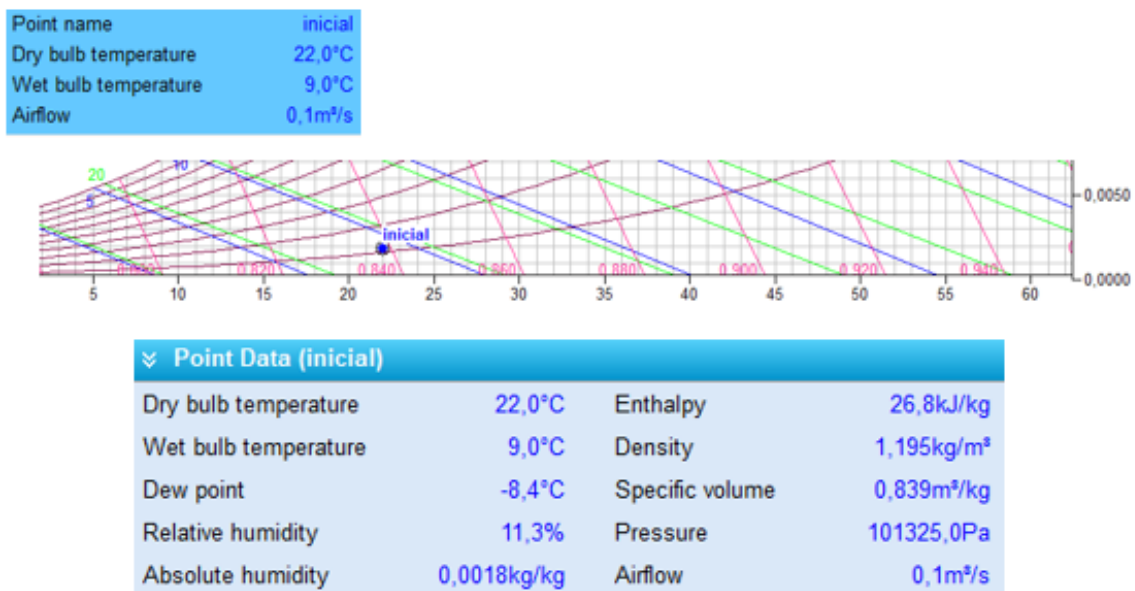 Point name inicial
Dry bulb temperature 22,0°C
Wet bulb temperature 9,0°C
Airflow 0,1m³/s
20
10
5
0,0050
inicial
0.820 0.840 0.860 0.880 0.900 0.920 0.940
0,0000
5 10 15 20 25 30 35 40 45 50 55 60
Point Data (inicial)
Dry bulb temperature 22,0°C Enthalpy 26,8kJ/kg
Wet bulb temperature 9,0°C Density 1,195kg/m³
Dew point -8,4°C Specific volume 0,839m³/kg
Relative humidity 11,3% Pressure 101325,0Pa
Absolute humidity 0,0018kg/kg Airflow 0,1m³/s